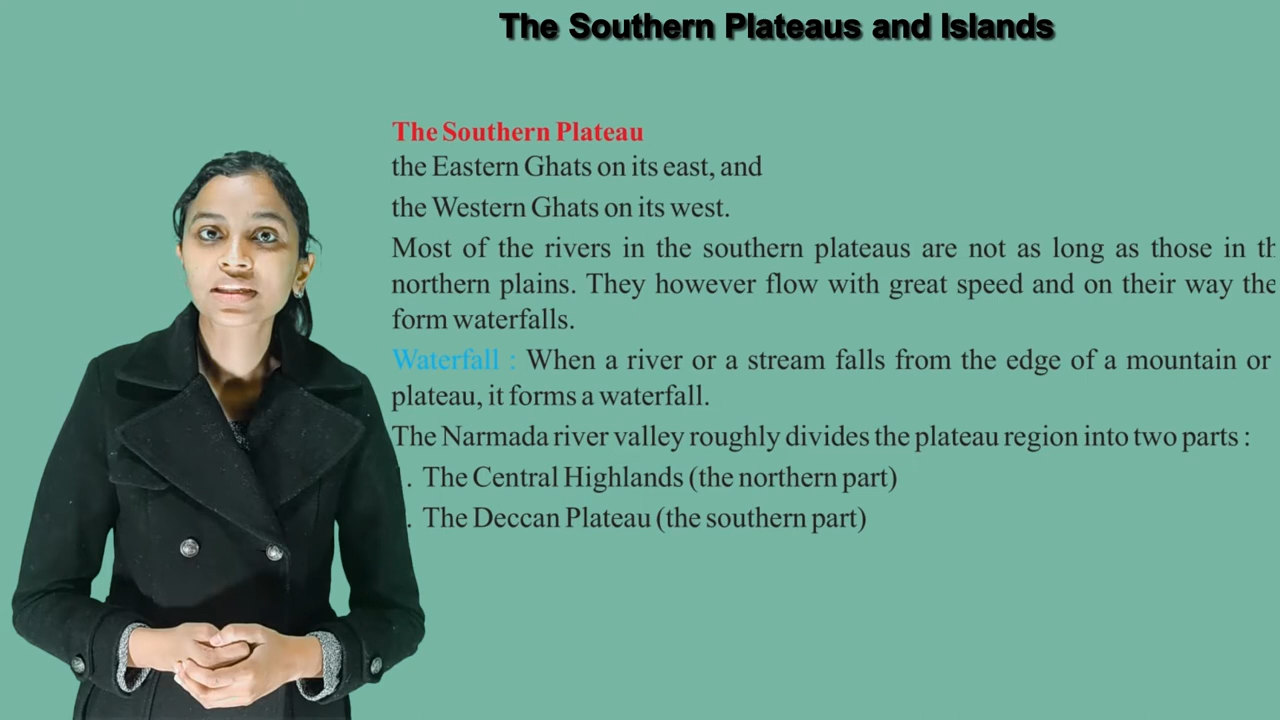 The Southern Plateaus and Islands
The Southern Plateau
the Eastern Ghats on its east, and
the Western Ghats on its west.
Most of the rivers in the southern plateaus are not as long as those in th
northern plains. They however flow with great speed and on their way the
form waterfalls.
Waterfall : When a river or a stream falls from the edge of a mountain or
plateau, it forms a waterfall.
The Narmada river valley roughly divides the plateau region into two parts :
. The Central Highlands (the northern part)
. The Deccan Plateau (the southern part)